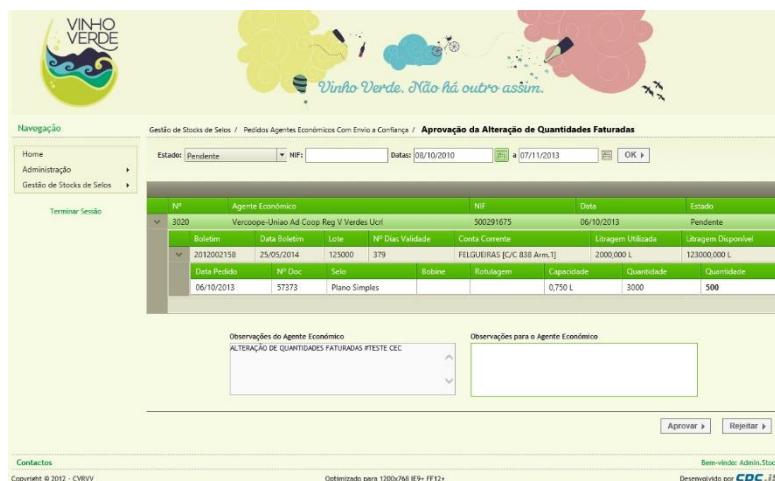 VINHO
VERDE
Vinho Verde. Não há outro assim.
Navegação
Gestão de Stocks de Selos / Pedidos Agentes Económicos Com Envio a Confiança / Aprovação da Alteração de Quantidades Faturadas
Home
Administração
Gestão de Stocks de Selos
Terminar Sessão
Estado: Pendente NIF: Datas: 08/10/2010 a 07/11/2013 OK
Nº Agente Económico NIF Data Estado
3020 Vercoope-Uniao Ad Coop Reg V Verdes Ucrl 500291675 06/10/2013 Pendente
Boletim Data Boletim Lote Nº Dias Validade Conta Corrente Litragem Utilizada Litragem Disponível
2012002158 25/05/2014 125000 379 FELGUEIRAS [C/C 838 Arm.1] 2000,000 L 123000,000 L
Data Pedido Nº Doc Selo Bobine Rotulagem Capacidade Quantidade Quantidade
06/10/2013 57373 Plano Simples 0,750 L 3000 500
Observações do Agente Económico Observações para o Agente Económico
ALTERAÇÃO DE QUANTIDADES FATURADAS #TESTE CEC
Aprovar Rejeitar
Contactos Bem-vindo: Admin.Stoc
Copyright © 2012 - CVRVV Optimizado para 1200x768 IE9+ FF12+ Desenvolvido por